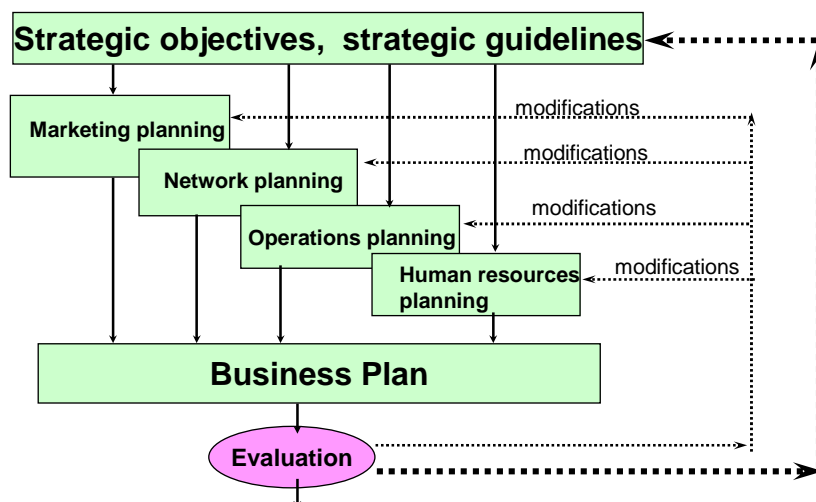 Strategic objectives,  strategic guidelines
modifications
Marketing planning
modifications
Network planning
modifications
Operations planning
modifications
Human resources
planning
Business Plan
Evaluation